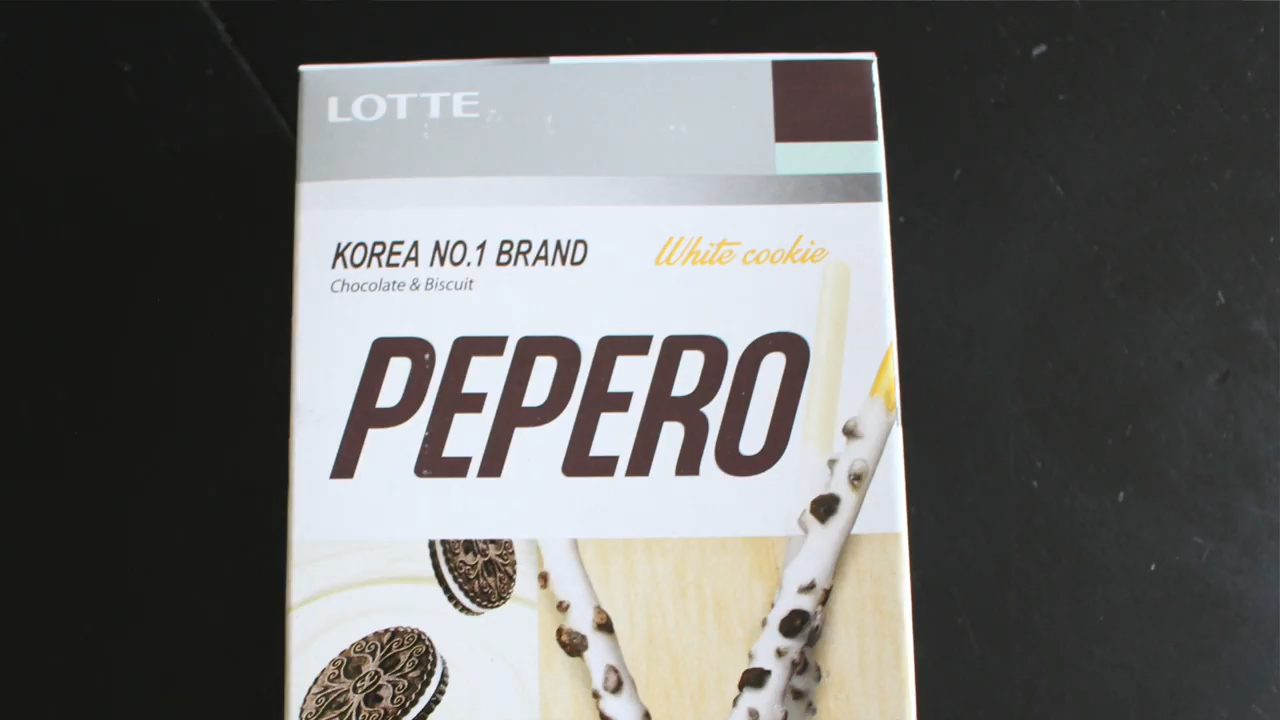 LOTTE
KOREA NO.1 BRAND
White cookie
Chocolate & Biscuit
PEPERO